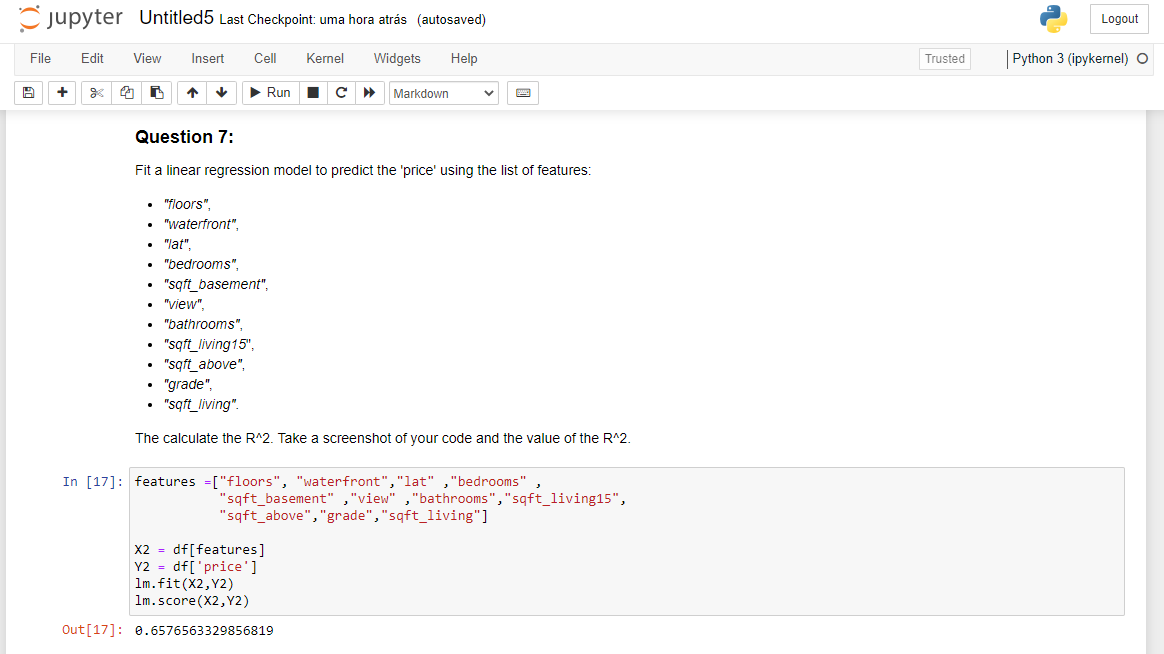 jupyter Untitled5 Last Checkpoint: uma hora atrás (autosaved) Logout
File Edit View Insert Cell Kernel Widgets Help Trusted Python 3 (ipykernel)
Run Markdown
Question 7:
Fit a linear regression model to predict the 'price' using the list of features:
"floors",
"waterfront",
"lat",
"bedrooms",
"sqft_basement",
"view",
"bathrooms",
"sqft_living15",
"sqft_above",
"grade",
"sqft_living".
The calculate the R^2. Take a screenshot of your code and the value of the R^2.
In [17]: features =["floors", "waterfront","lat" ,"bedrooms" ,
"sqft_basement" ,"view" ,"bathrooms","sqft_living15",
"sqft_above","grade","sqft_living"]
X2 = df[features]
Y2 = df['price']
lm.fit(X2,Y2)
lm.score(X2,Y2)
Out[17]: 0.6576563329856819